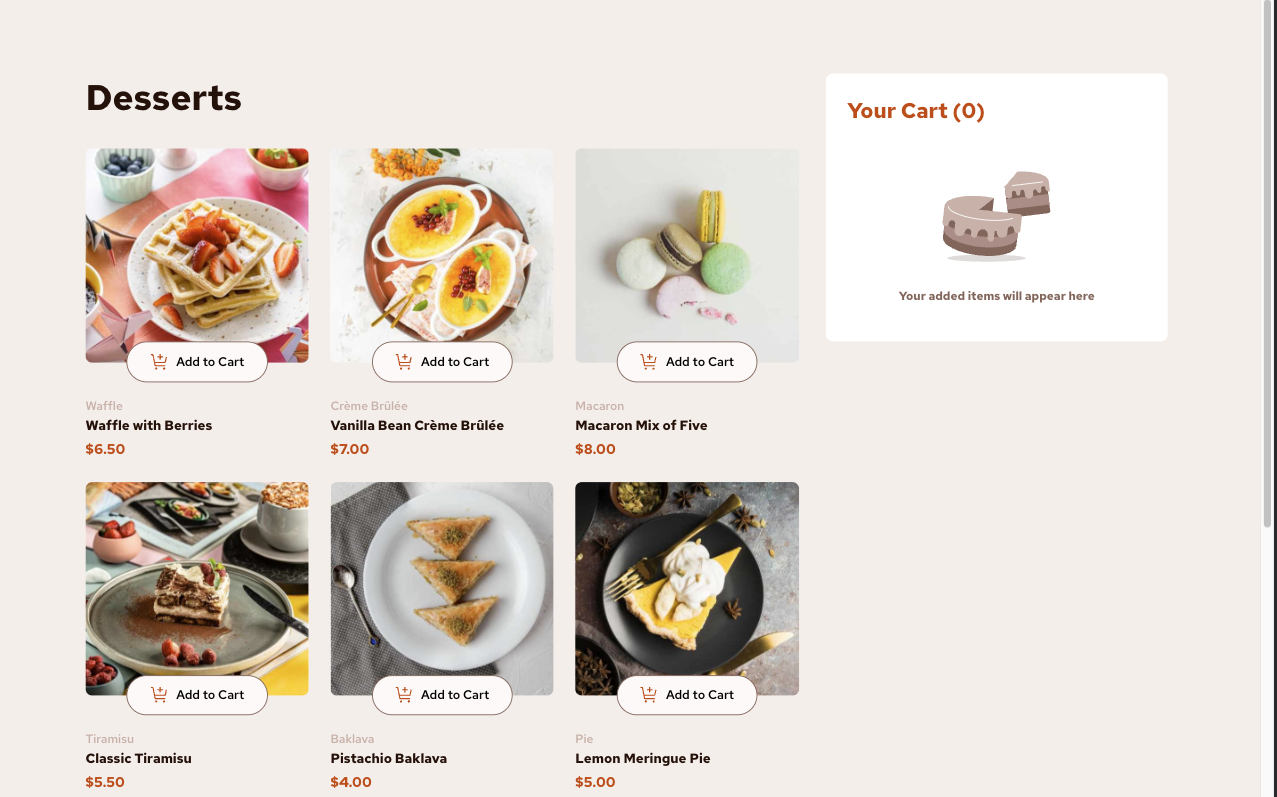 Desserts
Your Cart (0)
Your added items will appear here
Add to Cart
Add to Cart
Add to Cart
Waffle
Waffle with Berries
$6.50
Crème Brûlée
Vanilla Bean Crème Brûlée
$7.00
Macaron
Macaron Mix of Five
$8.00
Add to Cart
Add to Cart
Add to Cart
Tiramisu
Classic Tiramisu
$5.50
Baklava
Pistachio Baklava
$4.00
Pie
Lemon Meringue Pie
$5.00